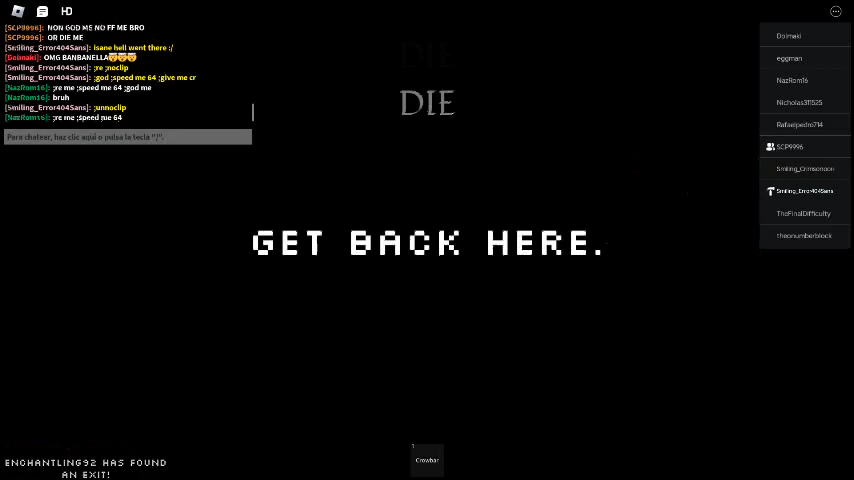 HD
[SCP9996]: NON GOD ME NO FF ME BRO
[SCP9996]: OR DIE ME
[Smiling_Error404Sans]: isane hell went there :/
[Dolmaki]: OMG BANBANELLA🤯🤯🤯
[Smiling_Error404Sans]: ;re ;noclip
[Smiling_Error404Sans]: ;god ;speed me 64 ;give me cr
[NazRom16]: ;re me ;speed me 64 ;god me
[NazRom16]: bruh
[Smiling_Error404Sans]: ;unnoclip
[NazRom16]: ;re me ;speed me 64
Para chatear, haz clic aquí o pulsa la tecla "/".
DIE
DIE
GET BACK HERE.
Dolmaki
eggman
NazRom16
Nicholas311525
Rafaelpedro714
SCP9996
Smiling_Crimsonoon
Smiling_Error404Sans
TheFinalDifficulty
theonumberblock
1
Crowbar
ENCHANTLING92 HAS FOUND
AN EXIT!